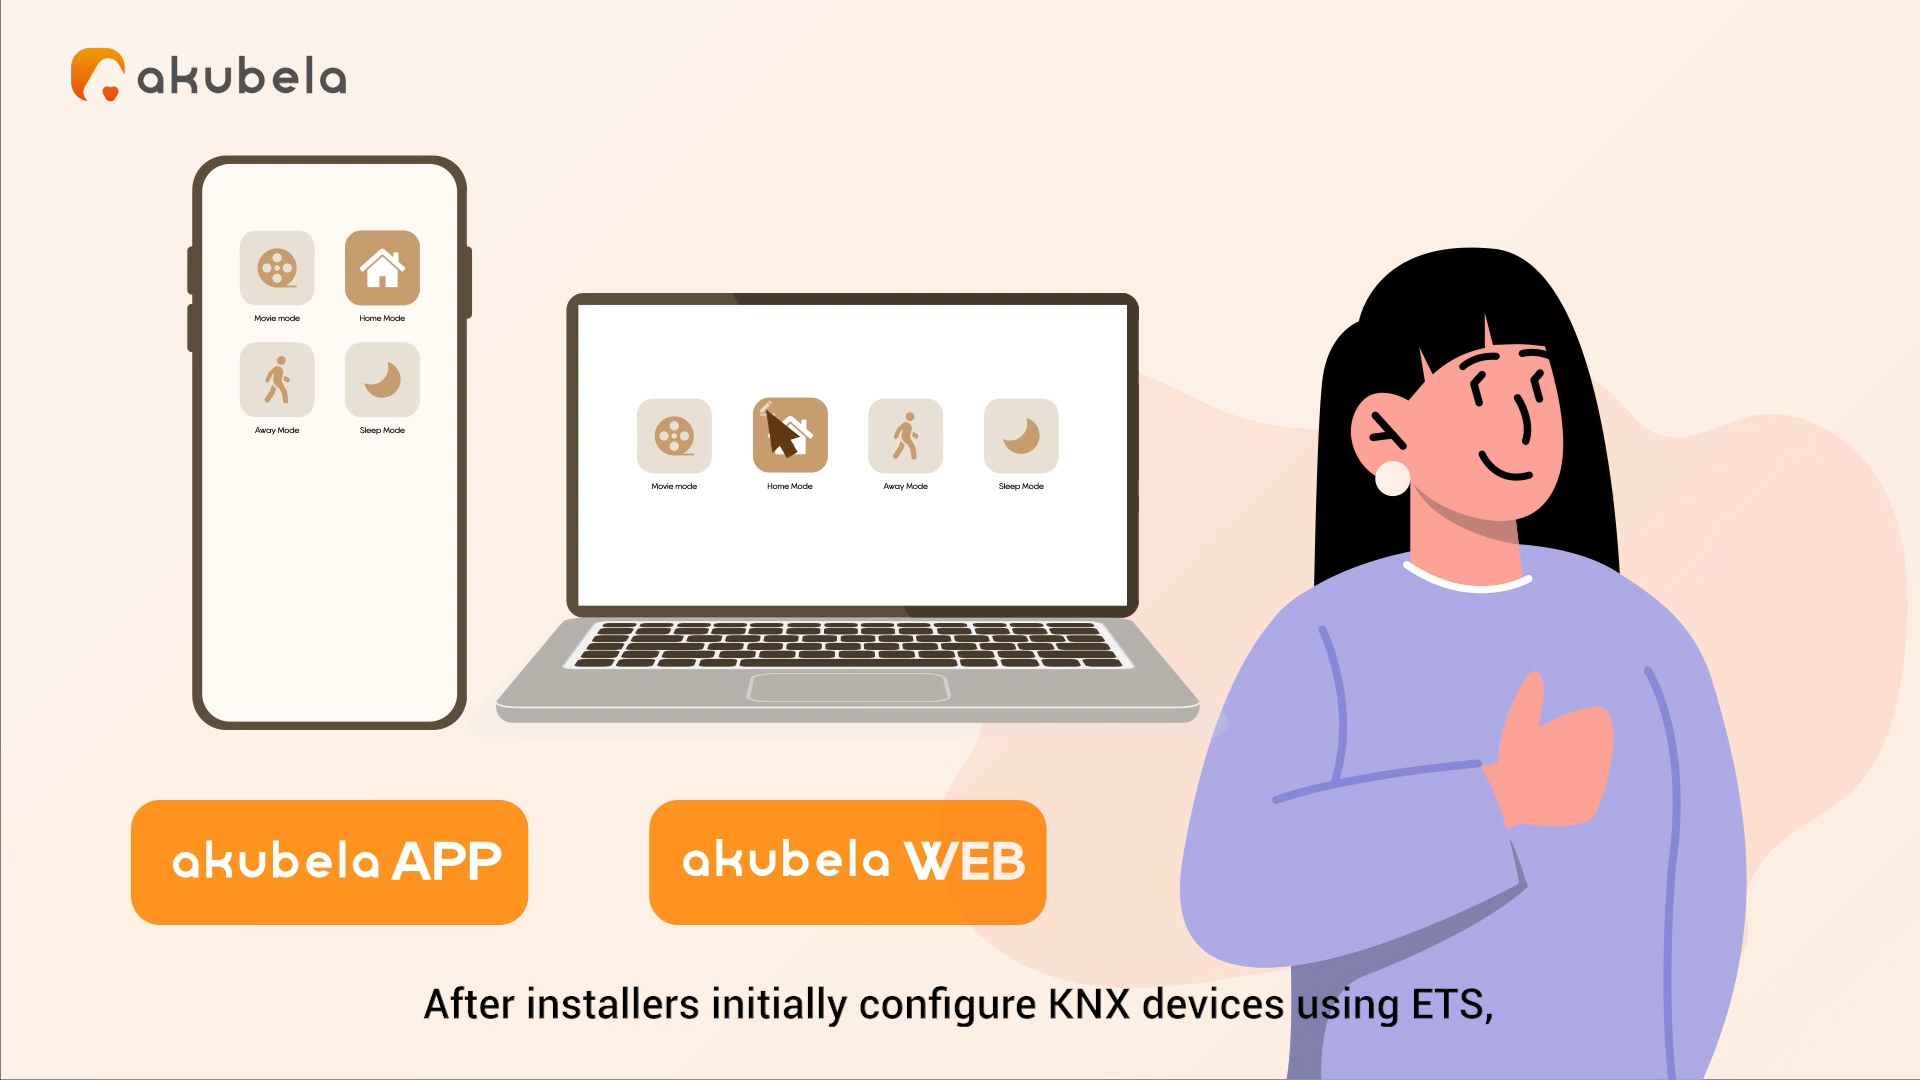 akubela
Movie mode
Home Mode
Away Mode
Sleep Mode
Movie mode
Home Mode
Away Mode
Sleep Mode
akubela APP
akubela WEB
After installers initially configure KNX devices using ETS,